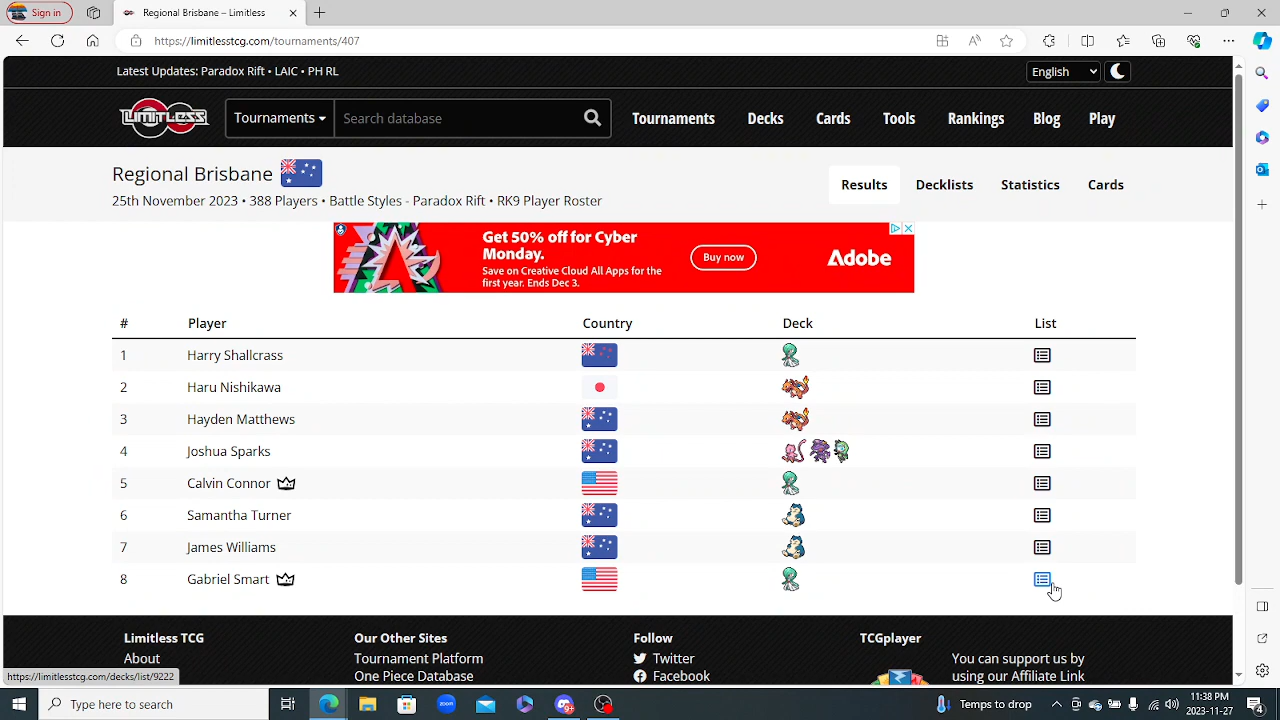 Sign in
Regional Brisbane – Limitless
https://limitlesstcg.com/tournaments/407
Latest Updates: Paradox Rift • LAIC • PH RL
English
LIMITLESS
Tournaments
Search database
Tournaments
Decks
Cards
Tools
Rankings
Blog
Play
Regional Brisbane
25th November 2023 • 388 Players • Battle Styles - Paradox Rift • RK9 Player Roster
Results
Decklists
Statistics
Cards
Get 50% off for Cyber
Monday.
Save on Creative Cloud All Apps for the
first year. Ends Dec 3.
Buy now
Adobe
# Player Country Deck List
1 Harry Shallcrass
2 Haru Nishikawa
3 Hayden Matthews
4 Joshua Sparks
5 Calvin Connor
6 Samantha Turner
7 James Williams
8 Gabriel Smart
Limitless TCG
About
Our Other Sites
Tournament Platform
One Piece Database
Follow
Twitter
Facebook
TCGplayer
You can support us by
using our Affiliate Link
https://limitlesstcg.com/decks/list/9222
Type here to search
zoom
Temps to drop
11:38 PM
2023-11-27